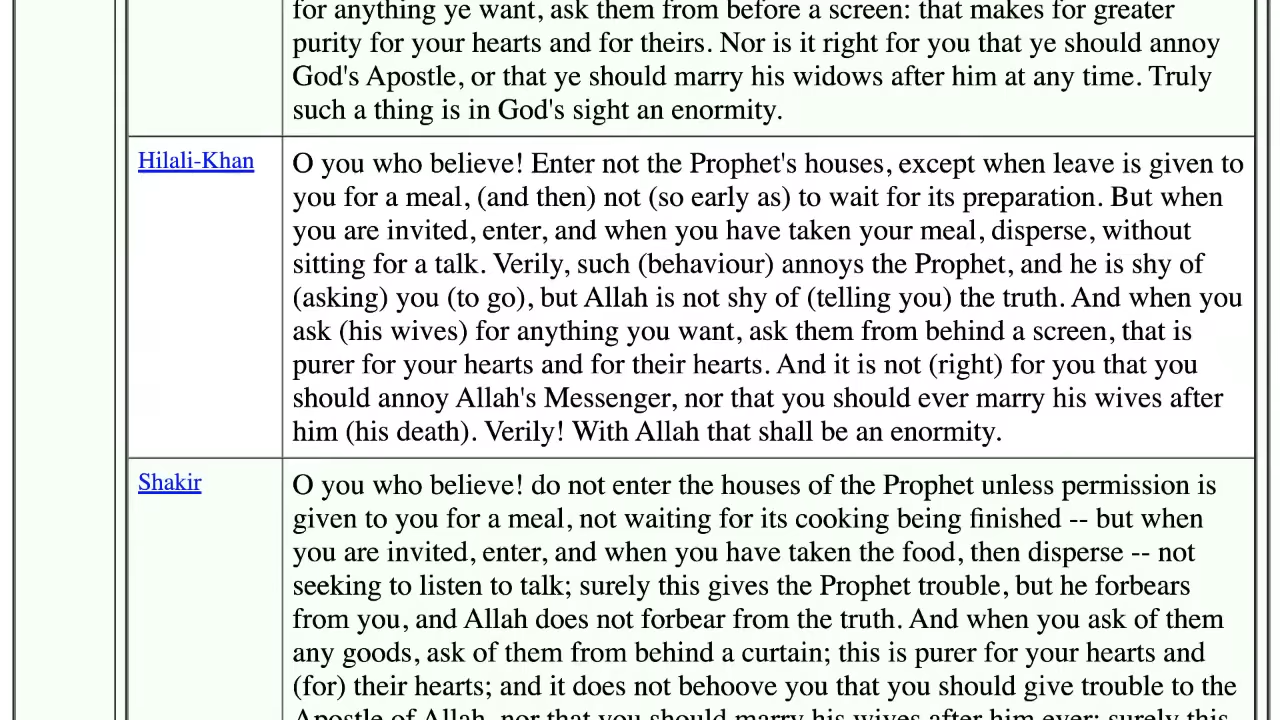 for anything ye want, ask them from before a screen: that makes for greater
purity for your hearts and for theirs. Nor is it right for you that ye should annoy
God's Apostle, or that ye should marry his widows after him at any time. Truly
such a thing is in God's sight an enormity.
Hilali-Khan
O you who believe! Enter not the Prophet's houses, except when leave is given to
you for a meal, (and then) not (so early as) to wait for its preparation. But when
you are invited, enter, and when you have taken your meal, disperse, without
sitting for a talk. Verily, such (behaviour) annoys the Prophet, and he is shy of
(asking) you (to go), but Allah is not shy of (telling you) the truth. And when you
ask (his wives) for anything you want, ask them from behind a screen, that is
purer for your hearts and for their hearts. And it is not (right) for you that you
should annoy Allah's Messenger, nor that you should ever marry his wives after
him (his death). Verily! With Allah that shall be an enormity.
Shakir
O you who believe! do not enter the houses of the Prophet unless permission is
given to you for a meal, not waiting for its cooking being finished -- but when
you are invited, enter, and when you have taken the food, then disperse -- not
seeking to listen to talk; surely this gives the Prophet trouble, but he forbears
from you, and Allah does not forbear from the truth. And when you ask of them
any goods, ask of them from behind a curtain; this is purer for your hearts and
(for) their hearts; and it does not behoove you that you should give trouble to the
Apostle of Allah, nor that you should marry his wives after him ever; surely this